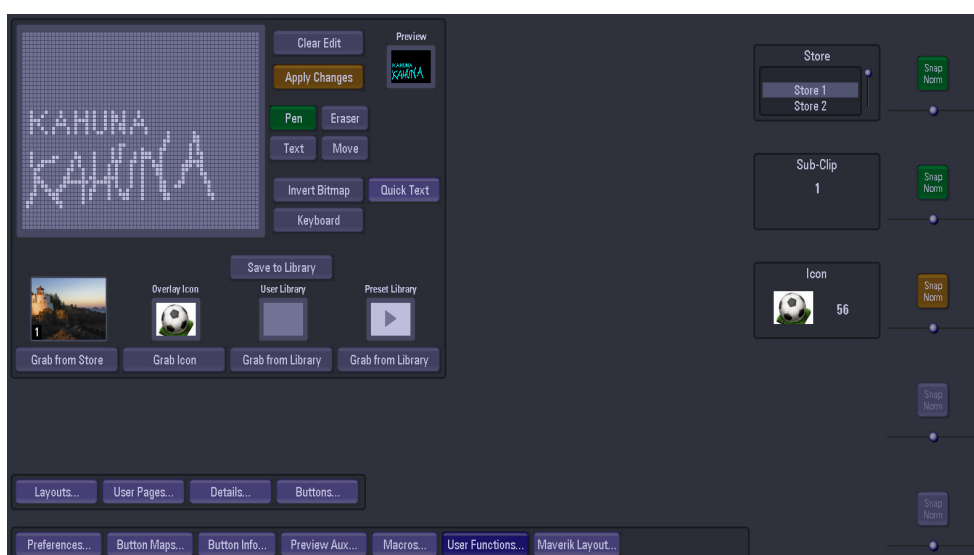 Clear Edit
Preview
KAHUNA
KAHUNA
Apply Changes
Pen
Eraser
Text
Move
KAHUNA
KAHUNA
Invert Bitmap
Quick Text
Keyboard
Save to Library
Overlay Icon
User Library
Preset Library
1
Grab from Store
Grab Icon
Grab from Library
Grab from Library
Store
Store 1
Store 2
Snap
Norm
Sub-Clip
1
Snap
Norm
Icon
56
Snap
Norm
Snap
Norm
Snap
Norm
Layouts...
User Pages...
Details...
Buttons...
Preferences...
Button Maps...
Button Info...
Preview Aux...
Macros...
User Functions...
Maverik Layout...